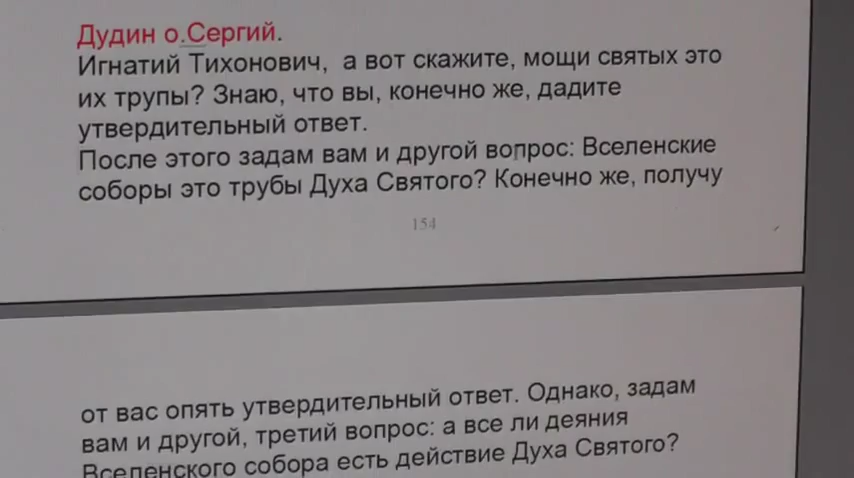 Дудин о.Сергий.
Игнатий Тихонович, а вот скажите, мощи святых это
их трупы? Знаю, что вы, конечно же, дадите
утвердительный ответ.
После этого задам вам и другой вопрос: Вселенские
соборы это трубы Духа Святого? Конечно же, получу
154
от вас опять утвердительный ответ. Однако, задам
вам и другой, третий вопрос: а все ли деяния
Вселенского собора есть действие Духа Святого?